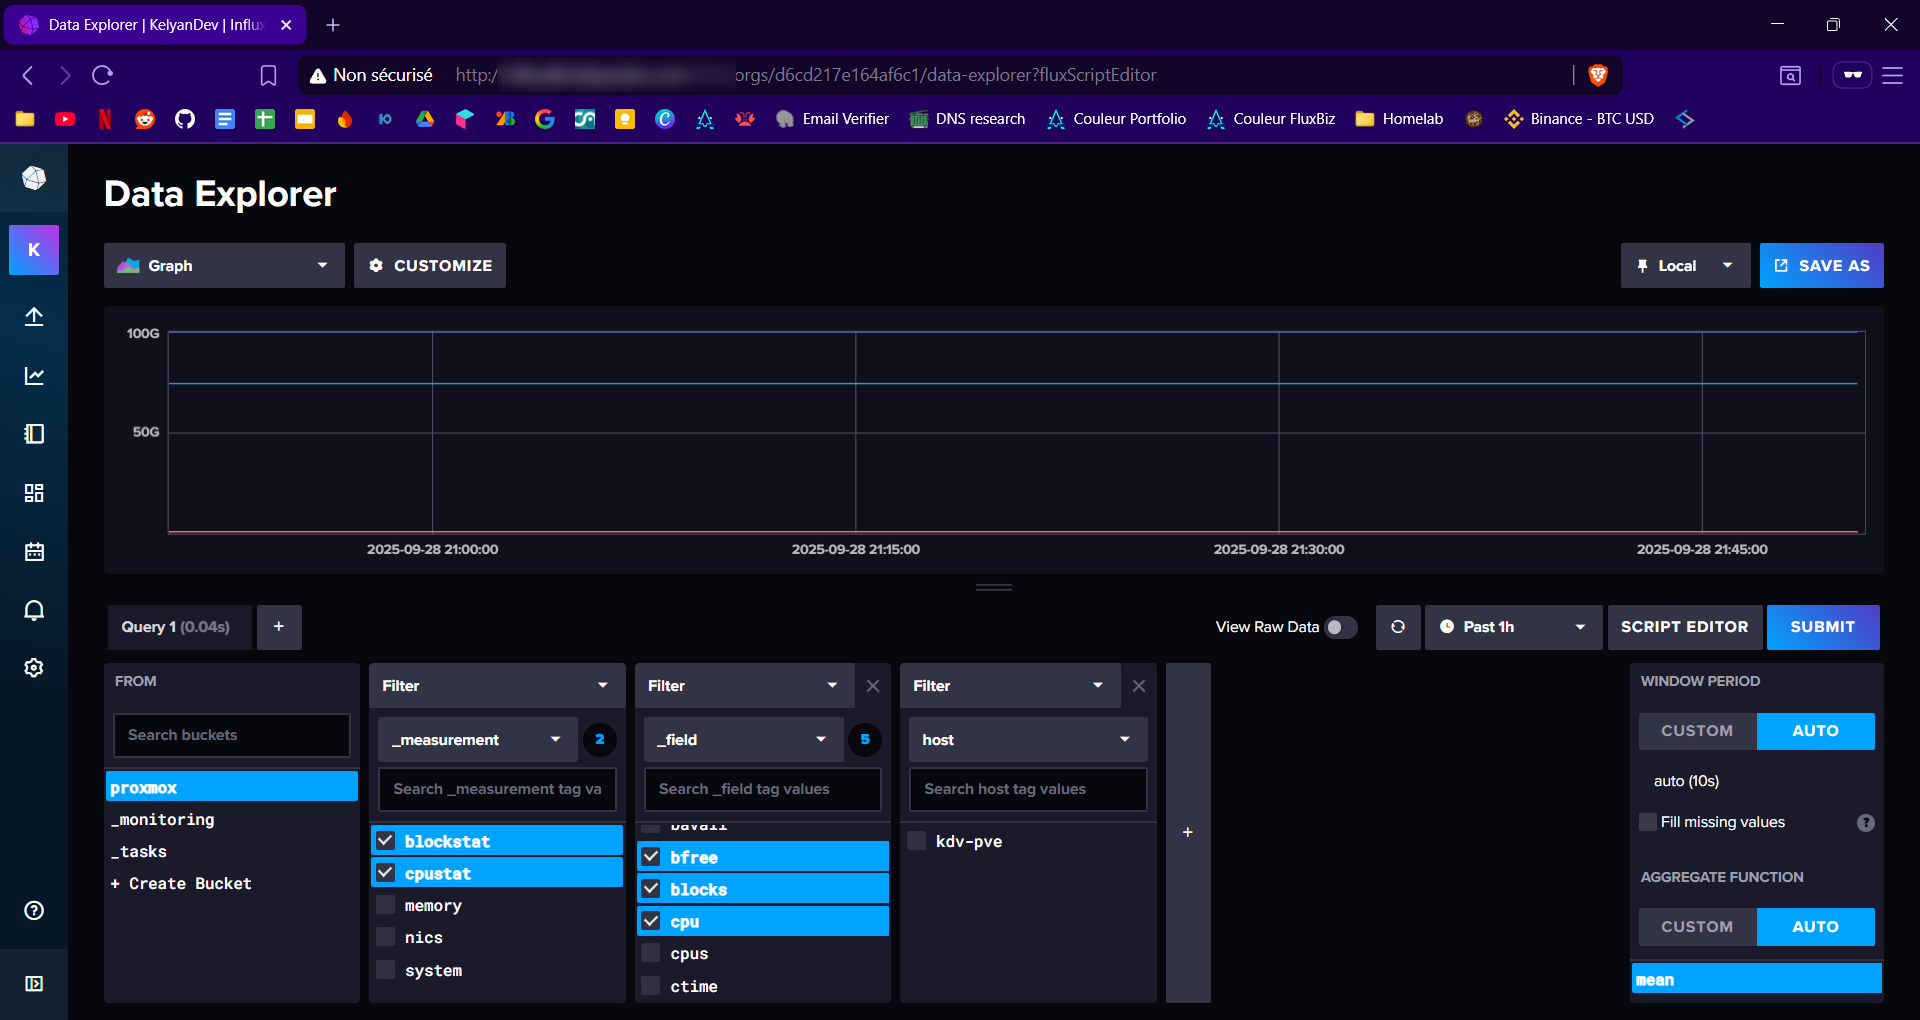 Data Explorer | KelyanDev | Influx
Non sécurisé
http:/
orgs/d6cd217e164af6c1/data-explorer?fluxScriptEditor
Email Verifier
DNS research
Couleur Portfolio
Couleur FluxBiz
Homelab
Binance - BTC USD
Data Explorer
K
Graph
CUSTOMIZE
Local
SAVE AS
100G
50G
2025-09-28 21:00:00
2025-09-28 21:15:00
2025-09-28 21:30:00
2025-09-28 21:45:00
Query 1 (0.04s)
+
View Raw Data
Past 1h
SCRIPT EDITOR
SUBMIT
FROM
Search buckets
proxmox
_monitoring
_tasks
+ Create Bucket
Filter
_measurement
2
Search _measurement tag va
blockstat
cpustat
memory
nics
system
Filter
_field
5
Search _field tag values
bavail
bfree
blocks
cpu
cpus
ctime
Filter
host
Search host tag values
kdv-pve
+
WINDOW PERIOD
CUSTOM
AUTO
auto (10s)
Fill missing values
?
AGGREGATE FUNCTION
CUSTOM
AUTO
mean